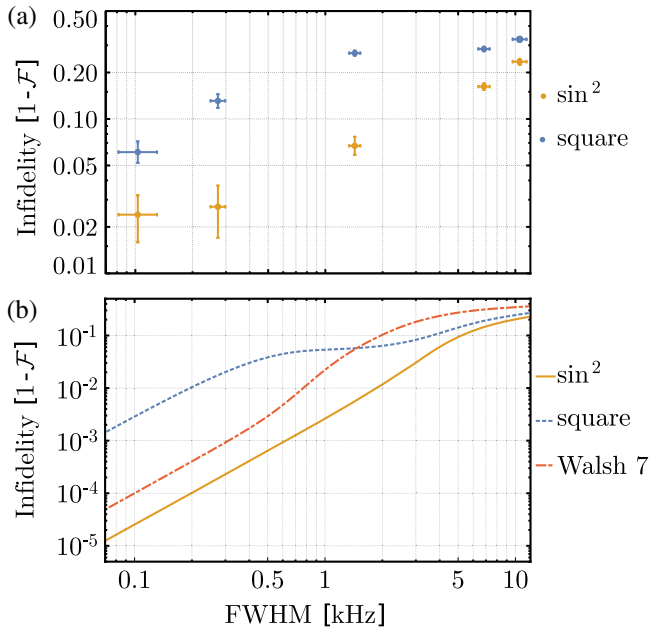 (a)
0.50
0.20
0.10
0.05
0.02
0.01
Infidelity [1-ℱ]
sin²
square
(b)
10⁻¹
10⁻²
10⁻³
10⁻⁴
10⁻⁵
Infidelity [1-ℱ]
sin²
square
Walsh 7
0.1 0.5 1 5 10
FWHM [kHz]